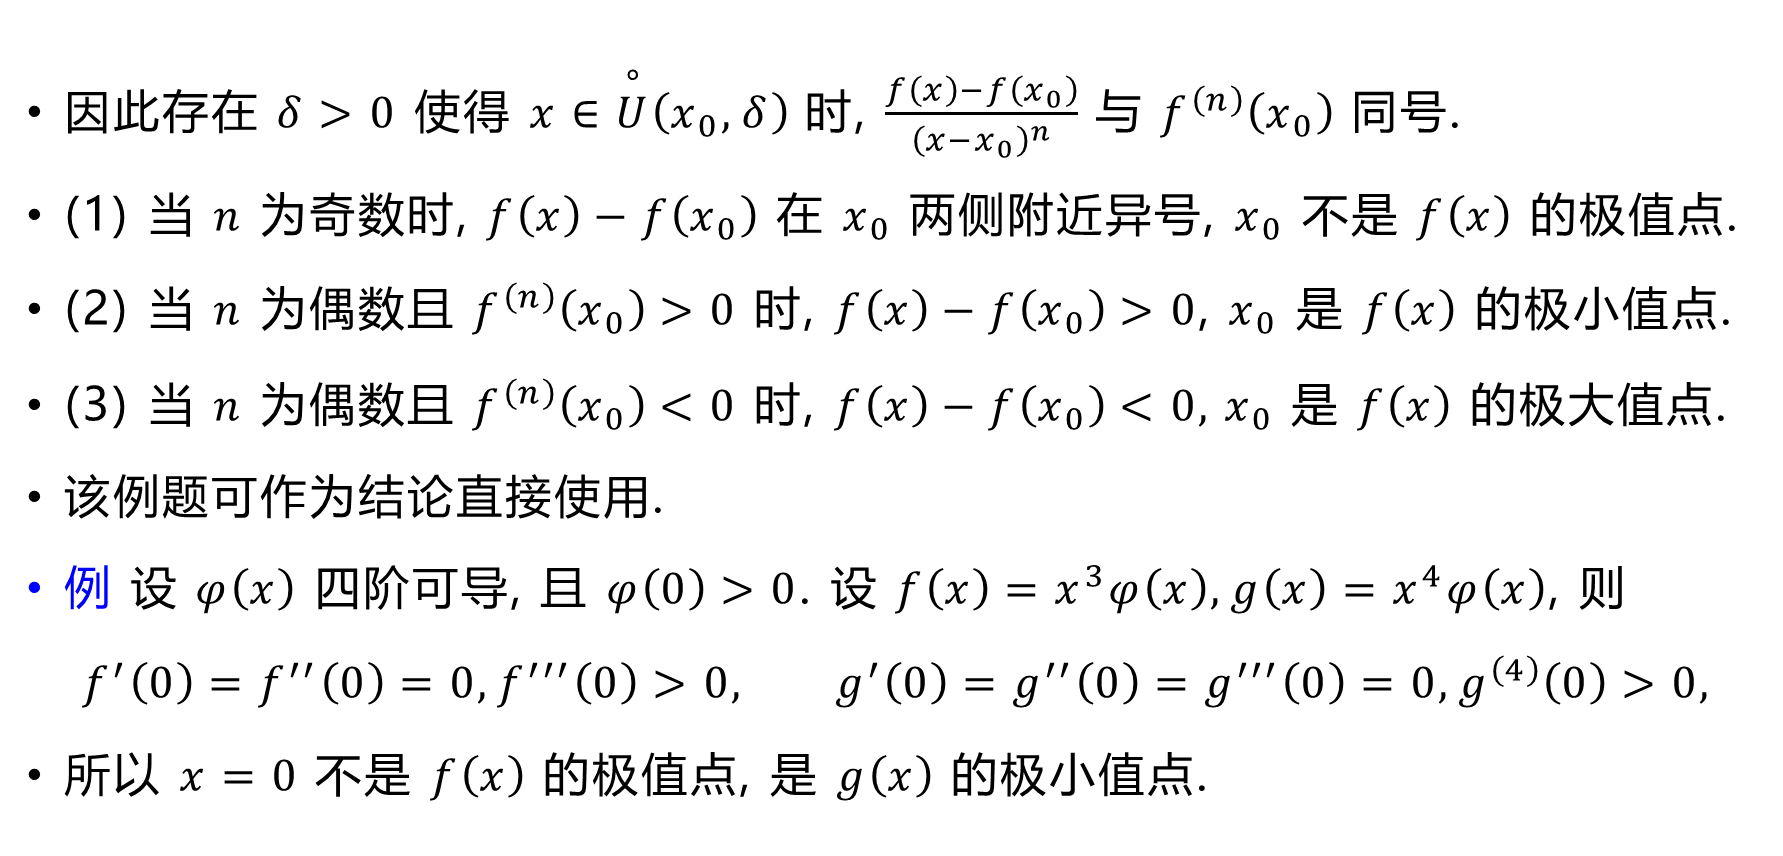 • 因此存在 δ > 0 使得 x ∈ Ů(x₀, δ) 时, \frac{f(x)−f(x₀)}{(x−x₀)ⁿ} 与 f⁽ⁿ⁾(x₀) 同号.
• (1) 当 n 为奇数时, f(x) − f(x₀) 在 x₀ 两侧附近异号, x₀ 不是 f(x) 的极值点.
• (2) 当 n 为偶数且 f⁽ⁿ⁾(x₀) > 0 时, f(x) − f(x₀) > 0, x₀ 是 f(x) 的极小值点.
• (3) 当 n 为偶数且 f⁽ⁿ⁾(x₀) < 0 时, f(x) − f(x₀) < 0, x₀ 是 f(x) 的极大值点.
• 该例题可作为结论直接使用.
• 例 设 φ(x) 四阶可导, 且 φ(0) > 0. 设 f(x) = x³φ(x), g(x) = x⁴φ(x), 则
f′(0) = f′′(0) = 0, f′′′(0) > 0, g′(0) = g′′(0) = g′′′(0) = 0, g⁽⁴⁾(0) > 0,
• 所以 x = 0 不是 f(x) 的极值点, 是 g(x) 的极小值点.